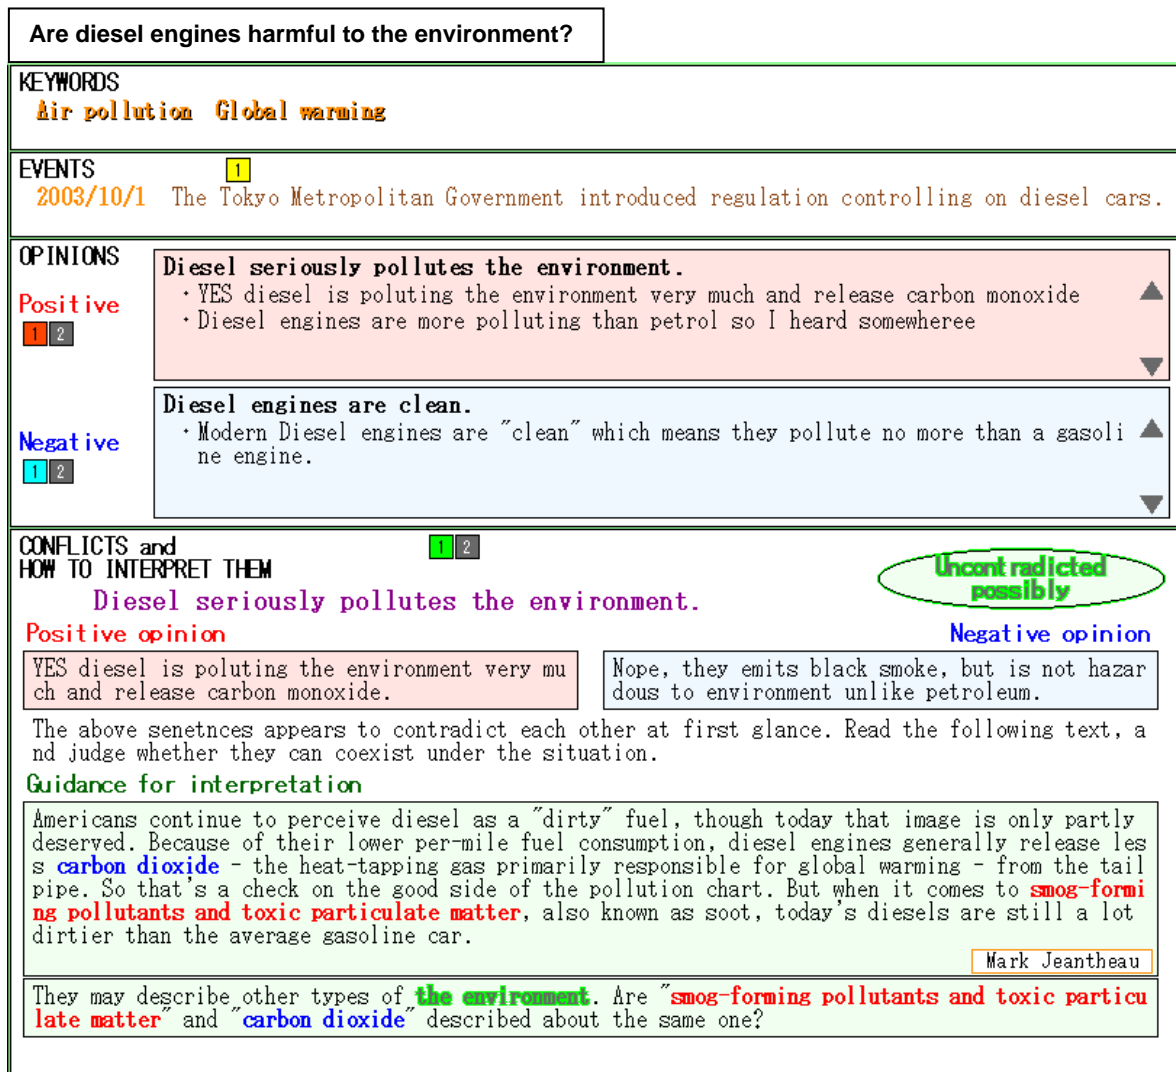 Are diesel engines harmful to the environment?
KEYWORDS
Air pollution Global warming
EVENTS 1
2003/10/1 The Tokyo Metropolitan Government introduced regulation controlling on diesel cars.
OPINIONS
Positive
1 2
Diesel seriously pollutes the environment.
・YES diesel is poluting the environment very much and release carbon monoxide
・Diesel engines are more polluting than petrol so I heard somewheree
Negative
1 2
Diesel engines are clean.
・Modern Diesel engines are "clean" which means they pollute no more than a gasoli
ne engine.
CONFLICTS and
HOW TO INTERPRET THEM
1 2
Uncontradicted
possibly
Diesel seriously pollutes the environment.
Positive opinion
YES diesel is poluting the environment very mu
ch and release carbon monoxide.
Negative opinion
Nope, they emits black smoke, but is not hazar
dous to environment unlike petroleum.
The above senetnces appears to contradict each other at first glance. Read the following text, a
nd judge whether they can coexist under the situation.
Guidance for interpretation
Americans continue to perceive diesel as a "dirty" fuel, though today that image is only partly
deserved. Because of their lower per-mile fuel consumption, diesel engines generally release les
s carbon dioxide - the heat-tapping gas primarily responsible for global warming - from the tail
pipe. So that's a check on the good side of the pollution chart. But when it comes to smog-formi
ng pollutants and toxic particulate matter, also known as soot, today's diesels are still a lot
dirtier than the average gasoline car.
Mark Jeantheau
They may describe other types of the environment. Are "smog-forming pollutants and toxic particu
late matter" and "carbon dioxide" described about the same one?